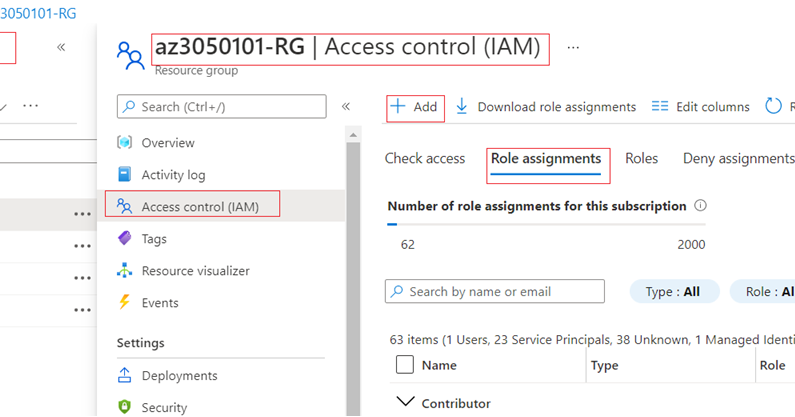 3050101-RG
az3050101-RG | Access control (IAM) ...
Resource group
Search (Ctrl+/)
Overview
Activity log
Access control (IAM)
Tags
Resource visualizer
Events
Settings
Deployments
Security
Add
Download role assignments
Edit columns
R
Check access
Role assignments
Roles
Deny assignments
Number of role assignments for this subscription
62
2000
Search by name or email
Type : All
Role : Al
63 items (1 Users, 23 Service Principals, 38 Unknown, 1 Managed Identi
Name
Type
Role
Contributor